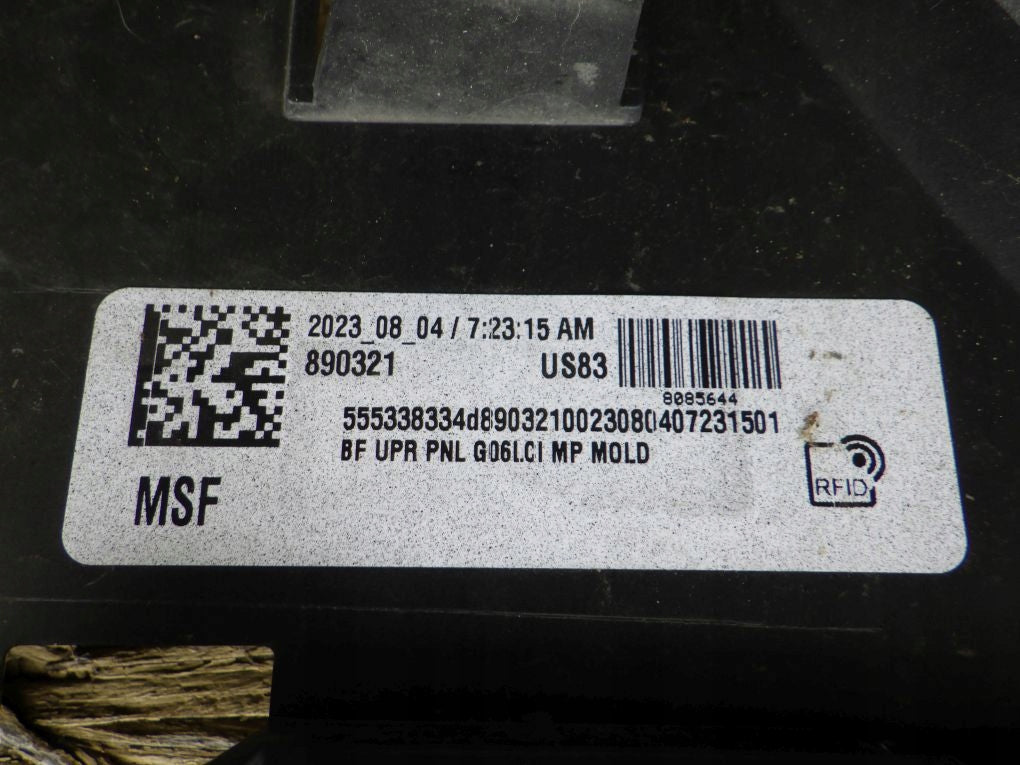 2023_08_04 / 7:23:15 AM
890321 US83
8085644
555338334d8903210023080407231501
BF UPR PNL G06LCI MP MOLD
MSF
RFID